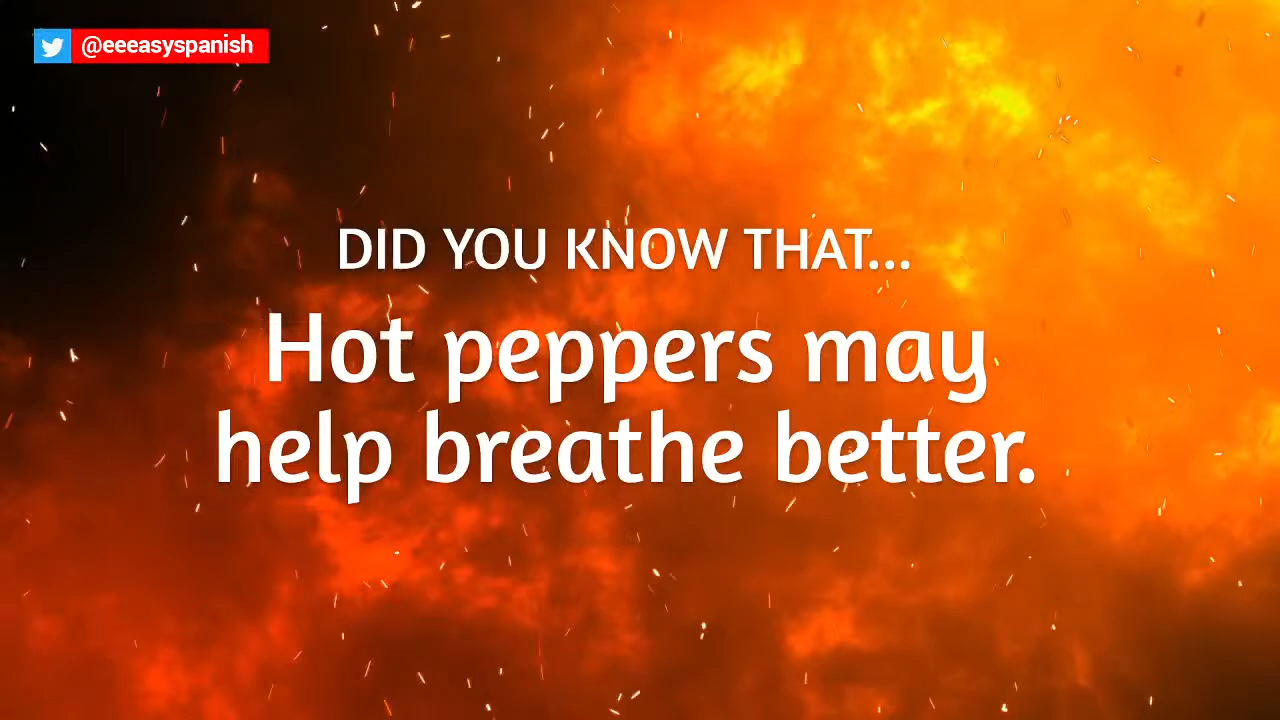 @eeeasyspanish
DID YOU KNOW THAT...
Hot peppers may
help breathe better.